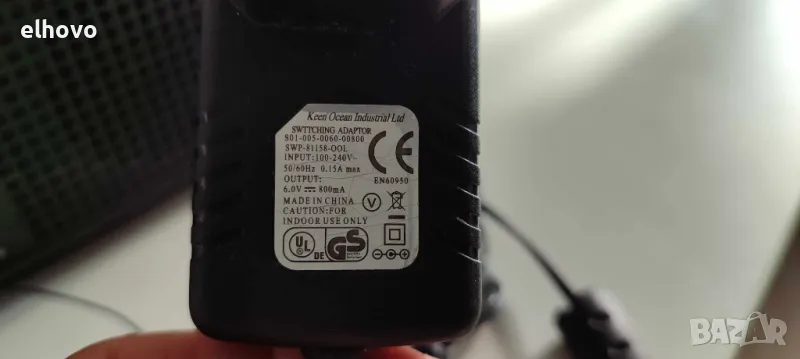 elhovo
Keen Ocean Industrial Ltd
SWITCHING ADAPTOR
S01-005-0060-00800
SWP-81158-OOL
INPUT:100-240V~
50/60Hz 0.15A max
OUTPUT:
6.0V⎓800mA
CE
EN60950
MADE IN CHINA
V
CAUTION:FOR
INDOOR USE ONLY
UL
DE
GS
BAZAR